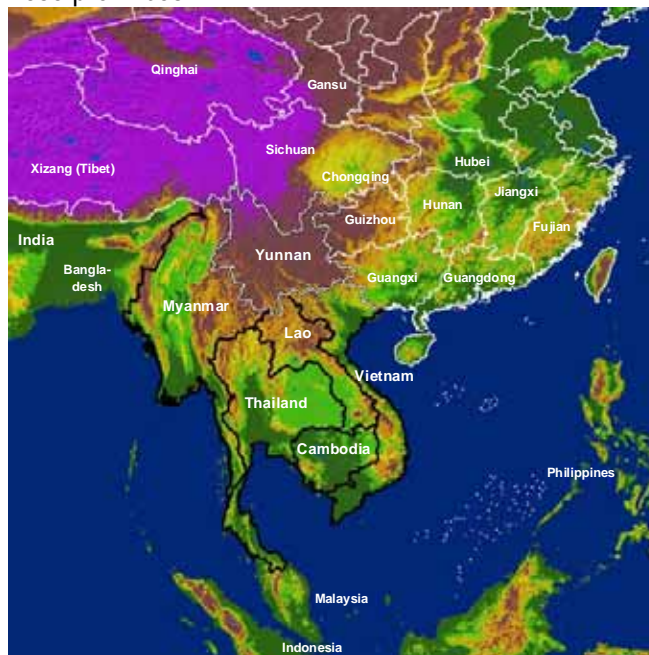 Qinghai
Gansu
Sichuan
Xizang (Tibet)
Chongqing
Hubei
Jiangxi
Hunan
Guizhou
Fujian
India
Yunnan
Bangla-
desh
Guangxi
Guangdong
Myanmar
Lao
Vietnam
Thailand
Cambodia
Philippines
Malaysia
Indonesia